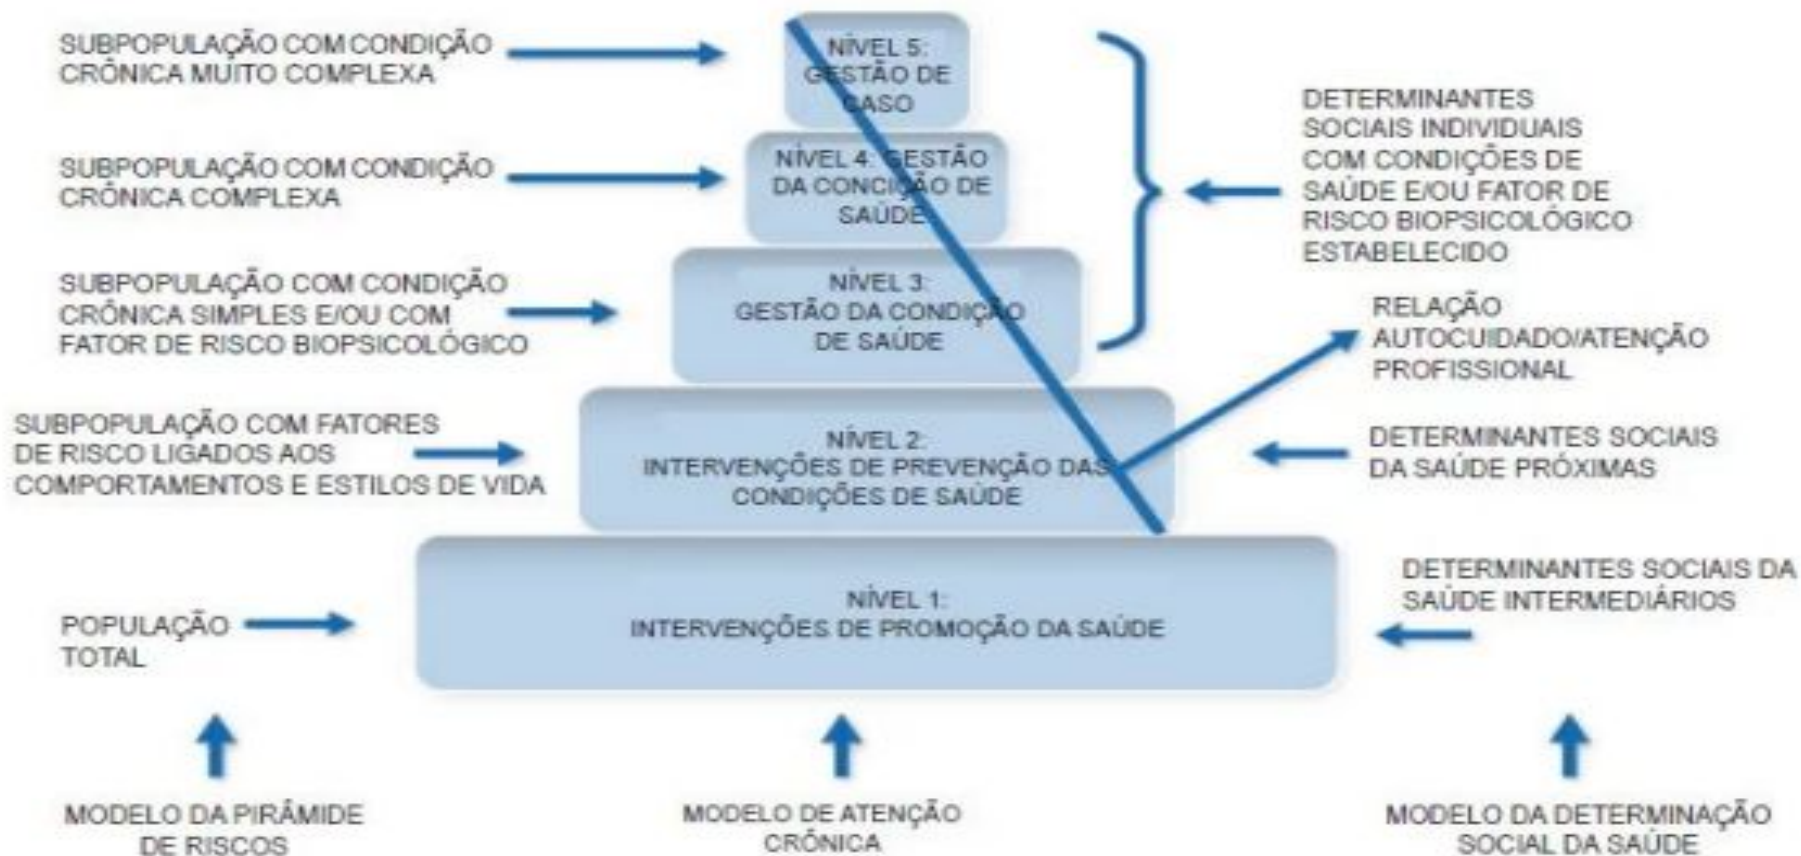 SUBPOPULAÇÃO COM CONDIÇÃO
CRÔNICA MUITO COMPLEXA
SUBPOPULAÇÃO COM CONDIÇÃO
CRÔNICA COMPLEXA
SUBPOPULAÇÃO COM CONDIÇÃO
CRÔNICA SIMPLES E/OU COM
FATOR DE RISCO BIOPSICOLÓGICO
SUBPOPULAÇÃO COM FATORES
DE RISCO LIGADOS AOS
COMPORTAMENTOS E ESTILOS DE VIDA
POPULAÇÃO
TOTAL
MODELO DA PIRÂMIDE
DE RISCOS
NÍVEL 5:
GESTÃO DE
CASO
NÍVEL 4: GESTÃO
DA CONCIÇÃO DE
SAÚDE
NÍVEL 3:
GESTÃO DA CONDIÇÃO
DE SAÚDE
NÍVEL 2:
INTERVENÇÕES DE PREVENÇÃO DAS
CONDIÇÕES DE SAÚDE
NÍVEL 1:
INTERVENÇÕES DE PROMOÇÃO DA SAÚDE
MODELO DE ATENÇÃO
CRÔNICA
DETERMINANTES
SOCIAIS INDIVIDUAIS
COM CONDIÇÕES DE
SAÚDE E/OU FATOR DE
RISCO BIOPSICOLÓGICO
ESTABELECIDO
RELAÇÃO
AUTOCUIDADO/ATENÇÃO
PROFISSIONAL
DETERMINANTES SOCIAIS
DA SAÚDE PRÓXIMAS
DETERMINANTES SOCIAIS DA
SAÚDE INTERMEDIÁRIOS
MODELO DA DETERMINAÇÃO
SOCIAL DA SAÚDE